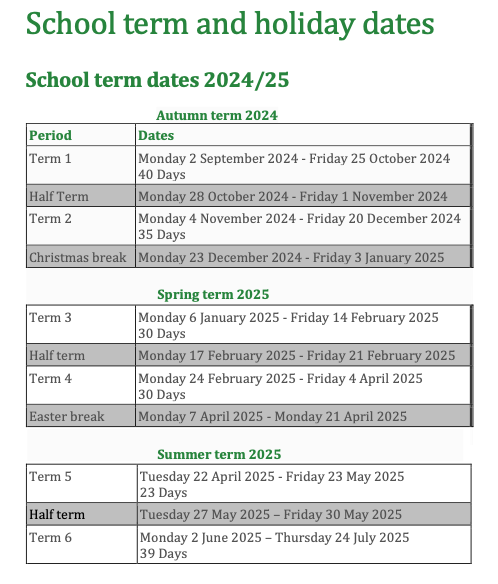 School term and holiday dates
School term dates 2024/25
Autumn term 2024
Period Dates
Term 1 Monday 2 September 2024 - Friday 25 October 2024
40 Days
Half Term Monday 28 October 2024 - Friday 1 November 2024
Term 2 Monday 4 November 2024 - Friday 20 December 2024
35 Days
Christmas break Monday 23 December 2024 - Friday 3 January 2025
Spring term 2025
Term 3 Monday 6 January 2025 - Friday 14 February 2025
30 Days
Half term Monday 17 February 2025 - Friday 21 February 2025
Term 4 Monday 24 February 2025 - Friday 4 April 2025
30 Days
Easter break Monday 7 April 2025 - Monday 21 April 2025
Summer term 2025
Term 5 Tuesday 22 April 2025 - Friday 23 May 2025
23 Days
Half term Tuesday 27 May 2025 – Friday 30 May 2025
Term 6 Monday 2 June 2025 – Thursday 24 July 2025
39 Days